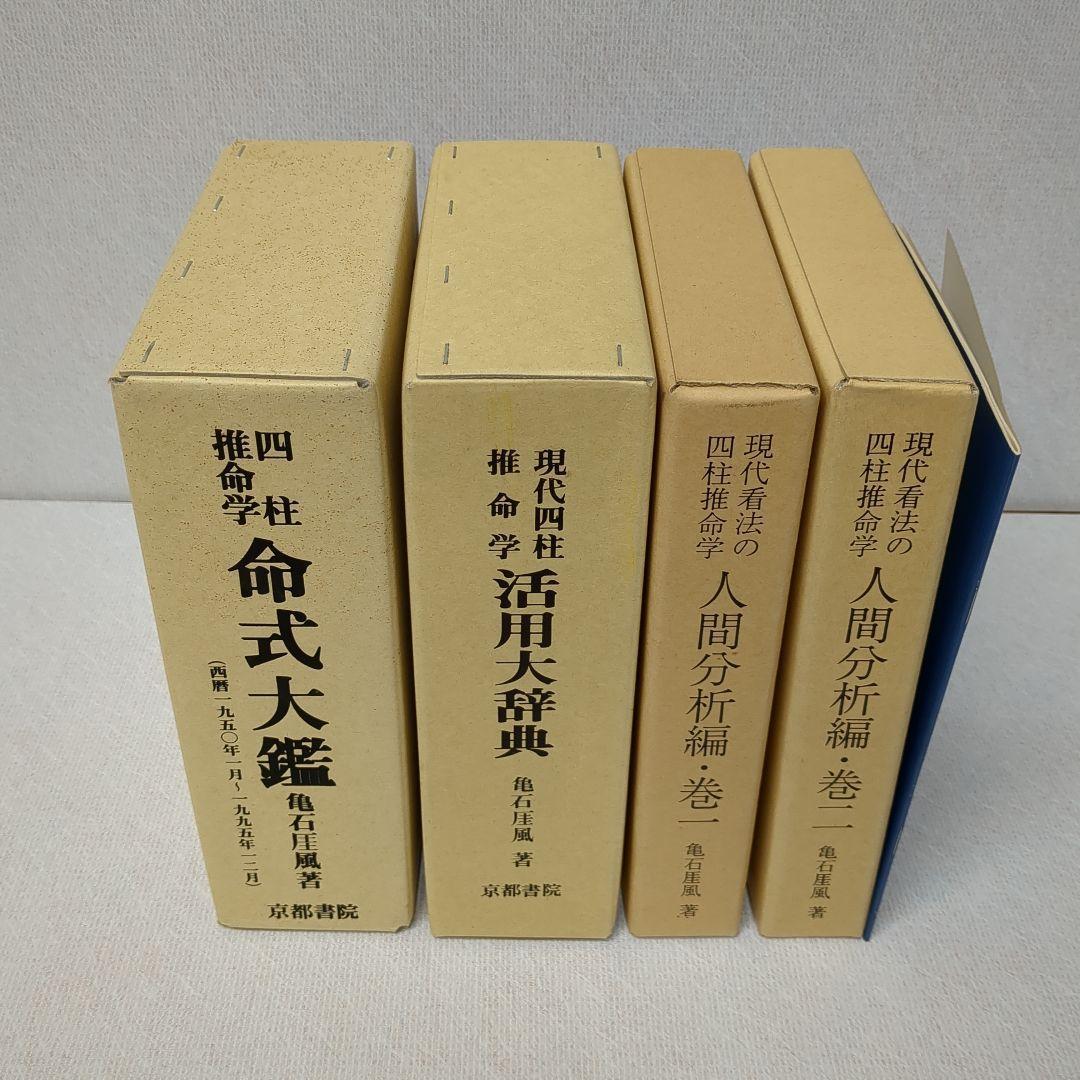 四柱
推命学
命式大鑑
(西暦一九五〇年一月~一九九五年一二月)
亀石厓風著
京都書院
現代四柱
推命学
活用大辞典
亀石厓風 著
京都書院
現代看法の
四柱推命学
人間分析編・巻一
亀石厓風 著
現代看法の
四柱推命学
人間分析編・巻二
亀石厓風 著